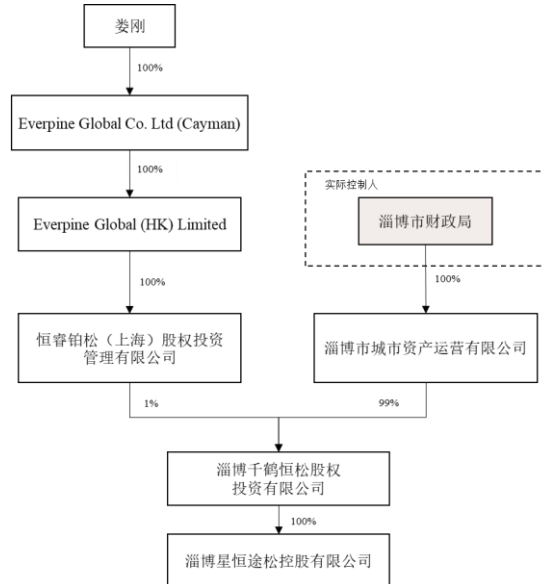 娄刚
100%
Everpine Global Co. Ltd (Cayman)
100%
实际控制人
Everpine Global (HK) Limited
淄博市财政局
100%
100%
恒睿铂松（上海）股权投资
管理有限公司
淄博市城市资产运营有限公司
1%
99%
淄博千鹤恒松股权
投资有限公司
100%
淄博星恒途松控股有限公司